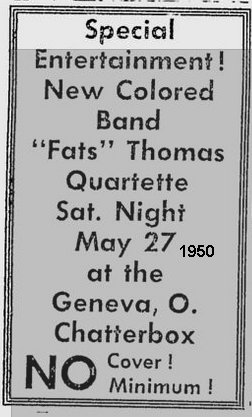 Special
Entertainment!
New Colored
Band
"Fats" Thomas
Quartette
Sat. Night
May 27 1950
at the
Geneva, O.
Chatterbox
NO Cover!
Minimum!